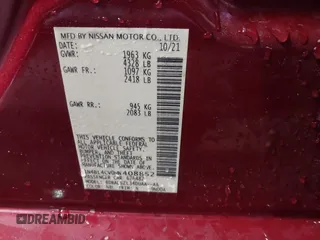 MFD BY NISSAN MOTOR CO., LTD.
10/21
GVWR: 1963 KG
4328 LB
GAWR FR.: 1097 KG
2418 LB
GAWR RR.: 945 KG
2083 LB
THIS VEHICLE CONFORMS TO ALL
APPLICABLE FEDERAL MOTOR
VEHICLE SAFETY, BUMPER, AND
THEFT PREVENTION STANDARDS
IN EFFECT ON THE DATE OF
MANUFACTURE SHOWN ABOVE.
PASSENGER CAR
DREAMBID